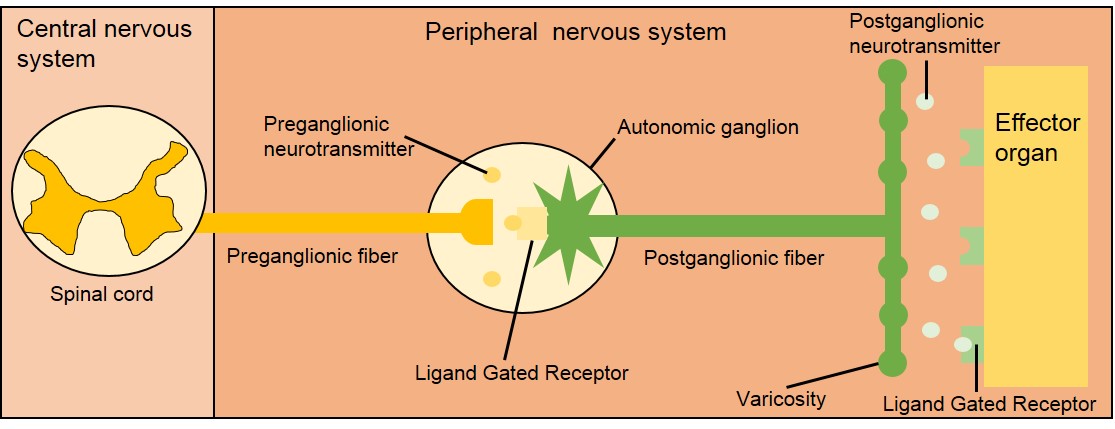 Central nervous
system
Peripheral nervous system
Postganglionic
neurotransmitter
Preganglionic
neurotransmitter
Autonomic ganglion
Effector
organ
Preganglionic fiber
Postganglionic fiber
Spinal cord
Ligand Gated Receptor
Varicosity
Ligand Gated Receptor